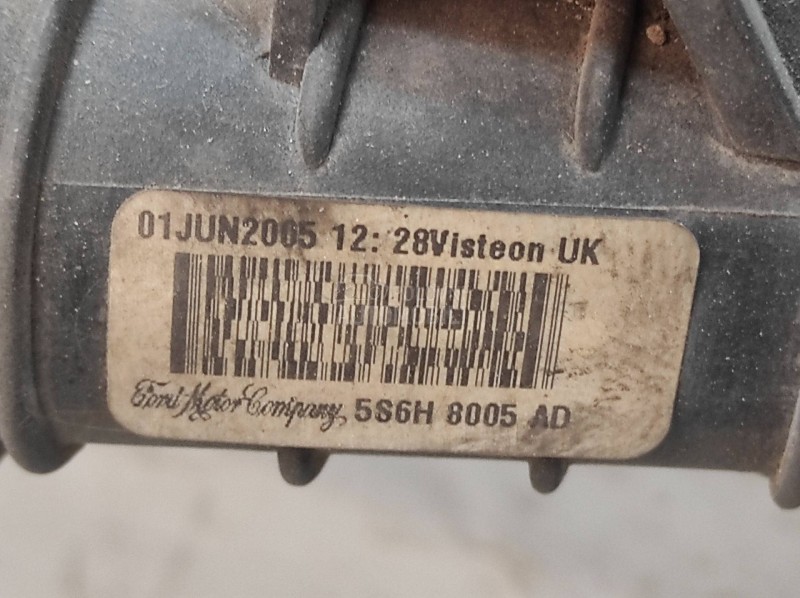 01JUN2005 12: 28Visteon UK
Ford Motor Company 5S6H 8005 AD